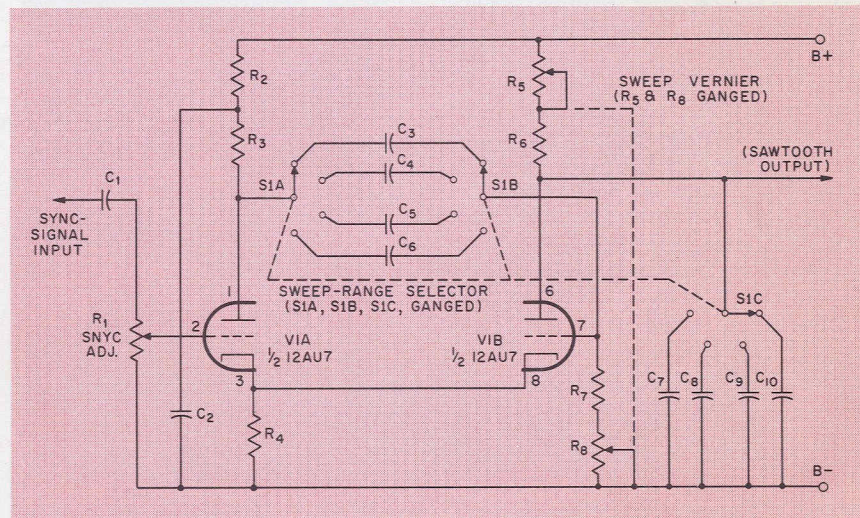 R2
R3
C1
SYNC-
SIGNAL
INPUT
R1
SNYC
ADJ.
C2
R4
1
2
3
V1A
½ 12AU7
S1A
C3
C4
C5
C6
S1B
SWEEP-RANGE SELECTOR
(S1A, S1B, S1C, GANGED)
R5
R6
SWEEP VERNIER
(R5 & R8 GANGED)
B+
(SAWTOOTH
OUTPUT)
6
7
8
V1B
½ 12AU7
R7
R8
S1C
C7
C8
C9
C10
B-